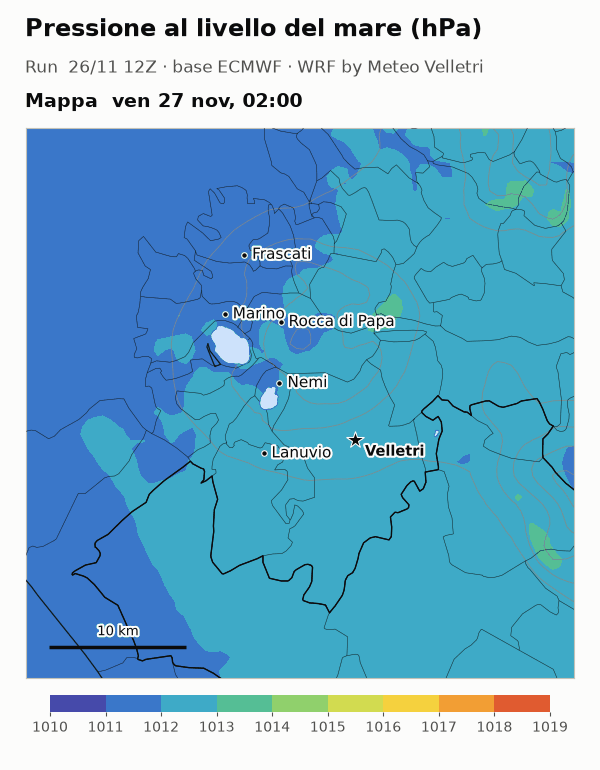 Pressione al livello del mare (hPa)
Run  26/11 12Z · base ECMWF · WRF by Meteo Velletri
Mappa  ven 27 nov, 02:00
Frascati
Marino
Rocca di Papa
Nemi
Velletri
Lanuvio
10 km
1010 1011 1012 1013 1014 1015 1016 1017 1018 1019